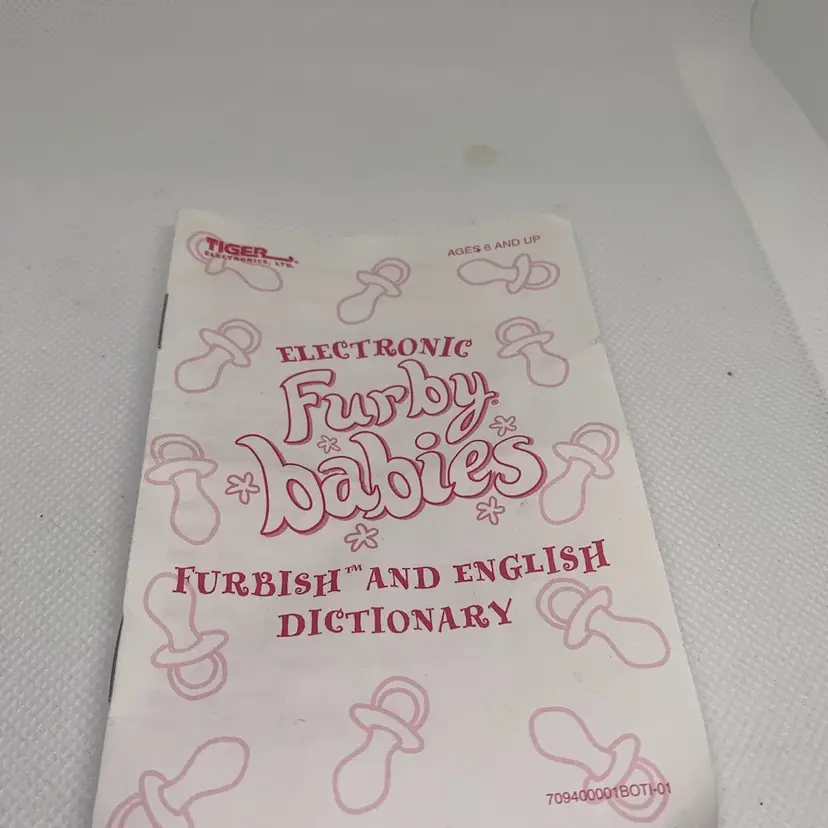 TIGER
ELECTRONICS, LTD.®
AGES 6 AND UP
ELECTRONIC
Furby®
babies
FURBISH™ AND ENGLISH
DICTIONARY
709400001BOTI-01